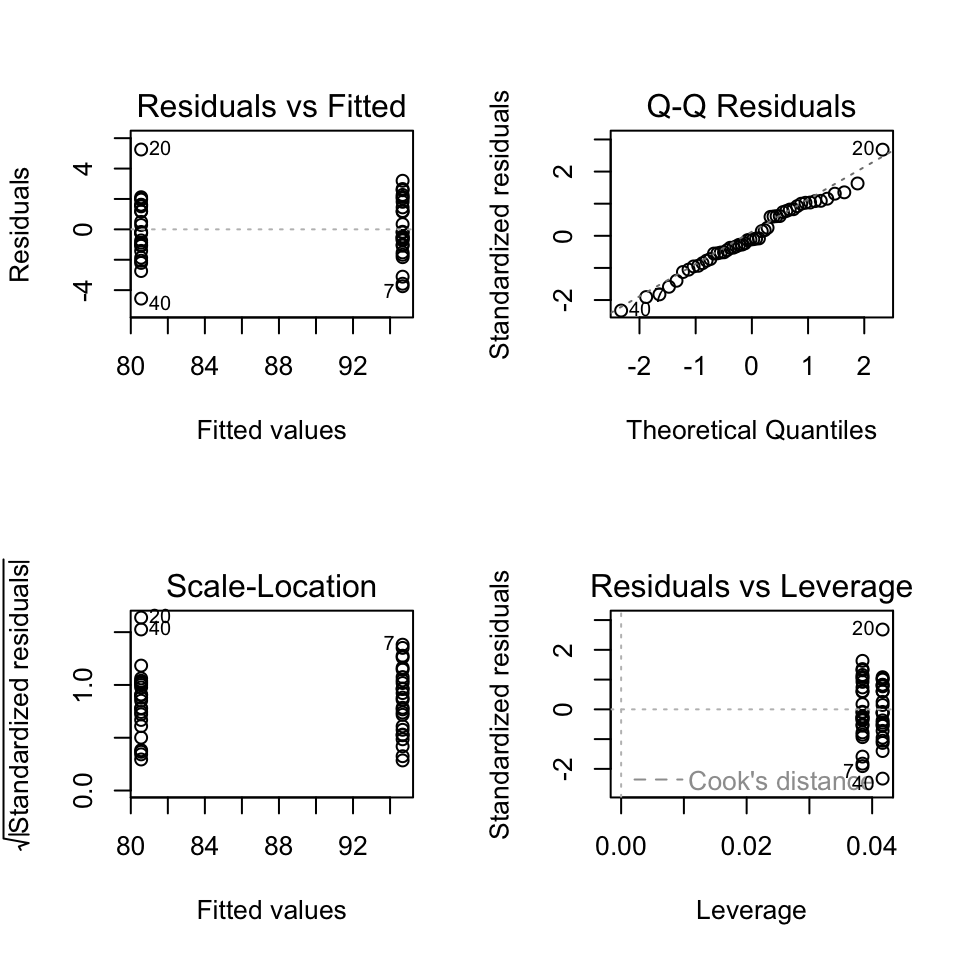 Residuals vs Fitted
Residuals
4
0
-4
20
40
7
80 84 88 92
Fitted values
Q-Q Residuals
Standardized residuals
2
0
-2
20
40
7
-2 -1 0 1 2
Theoretical Quantiles
Scale-Location
√|Standardized residuals|
1.0
0.0
20
40
7
80 84 88 92
Fitted values
Residuals vs Leverage
Standardized residuals
2
0
-2
20
7
40
Cook's distance
0.00 0.02 0.04
Leverage